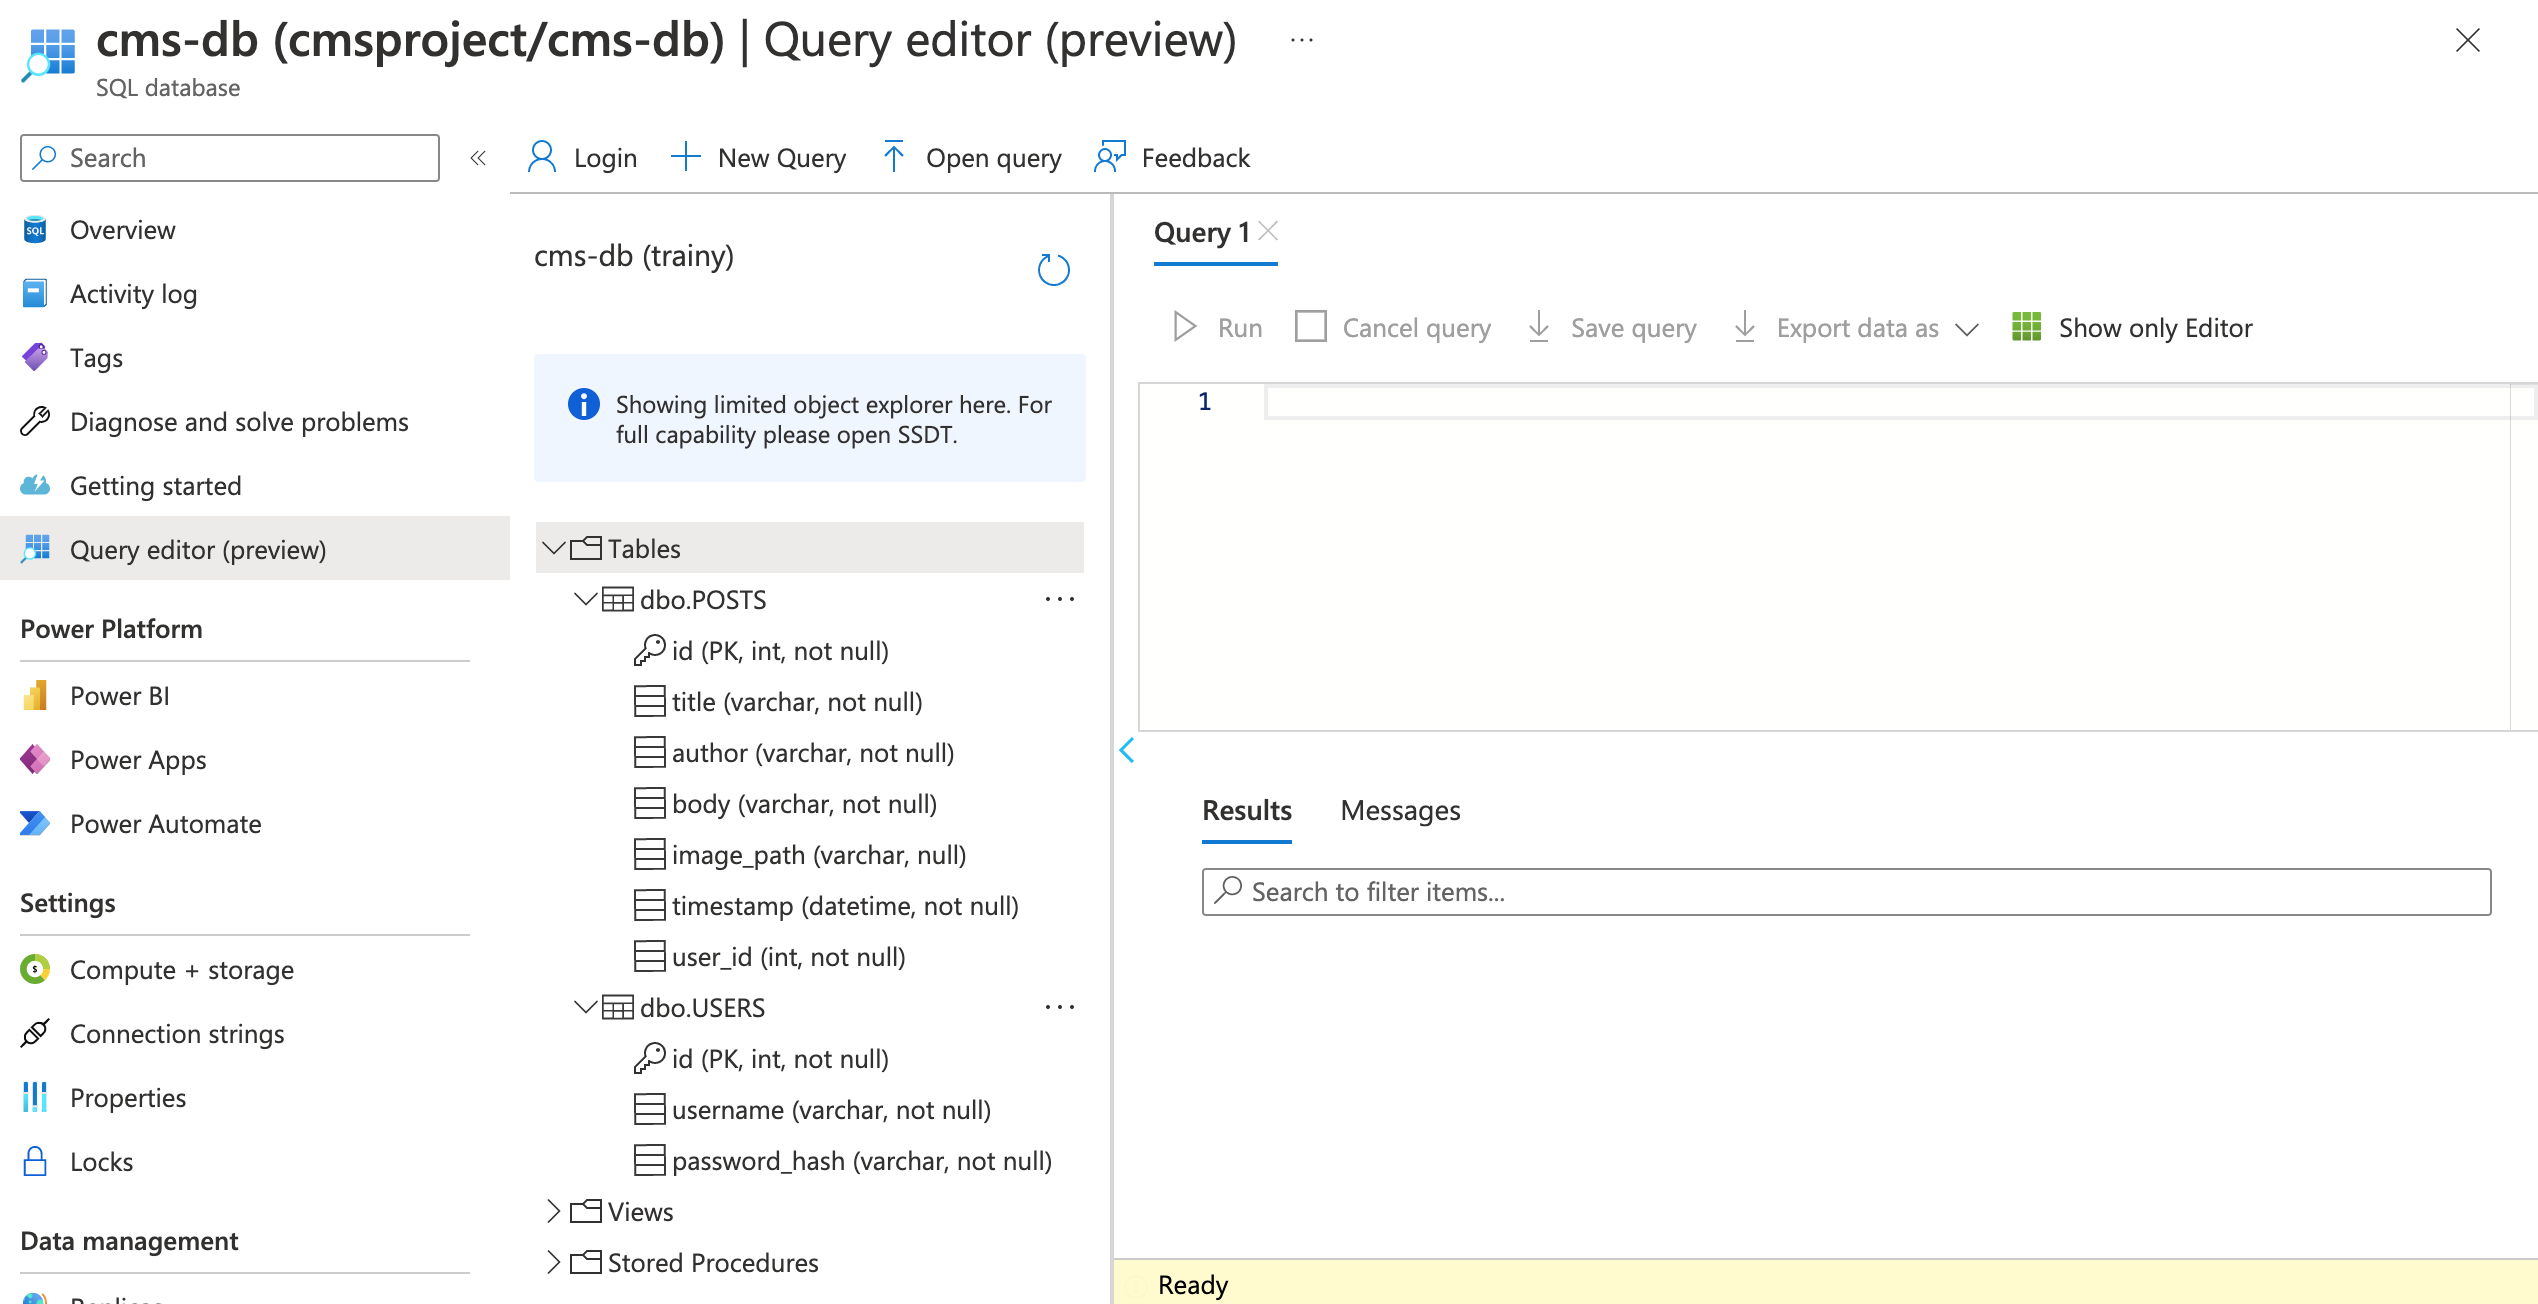 cms-db (cmsproject/cms-db) | Query editor (preview) ...
SQL database
Search
«
Overview
Activity log
Tags
Diagnose and solve problems
Getting started
Query editor (preview)
Power Platform
Power BI
Power Apps
Power Automate
Settings
Compute + storage
Connection strings
Properties
Locks
Data management
Login
New Query
Open query
Feedback
cms-db (trainy)
Showing limited object explorer here. For
full capability please open SSDT.
Tables
dbo.POSTS ...
id (PK, int, not null)
title (varchar, not null)
author (varchar, not null)
body (varchar, not null)
image_path (varchar, null)
timestamp (datetime, not null)
user_id (int, not null)
dbo.USERS ...
id (PK, int, not null)
username (varchar, not null)
password_hash (varchar, not null)
Views
Stored Procedures
Query 1
Run
Cancel query
Save query
Export data as
Show only Editor
1
Results
Messages
Search to filter items...
Ready